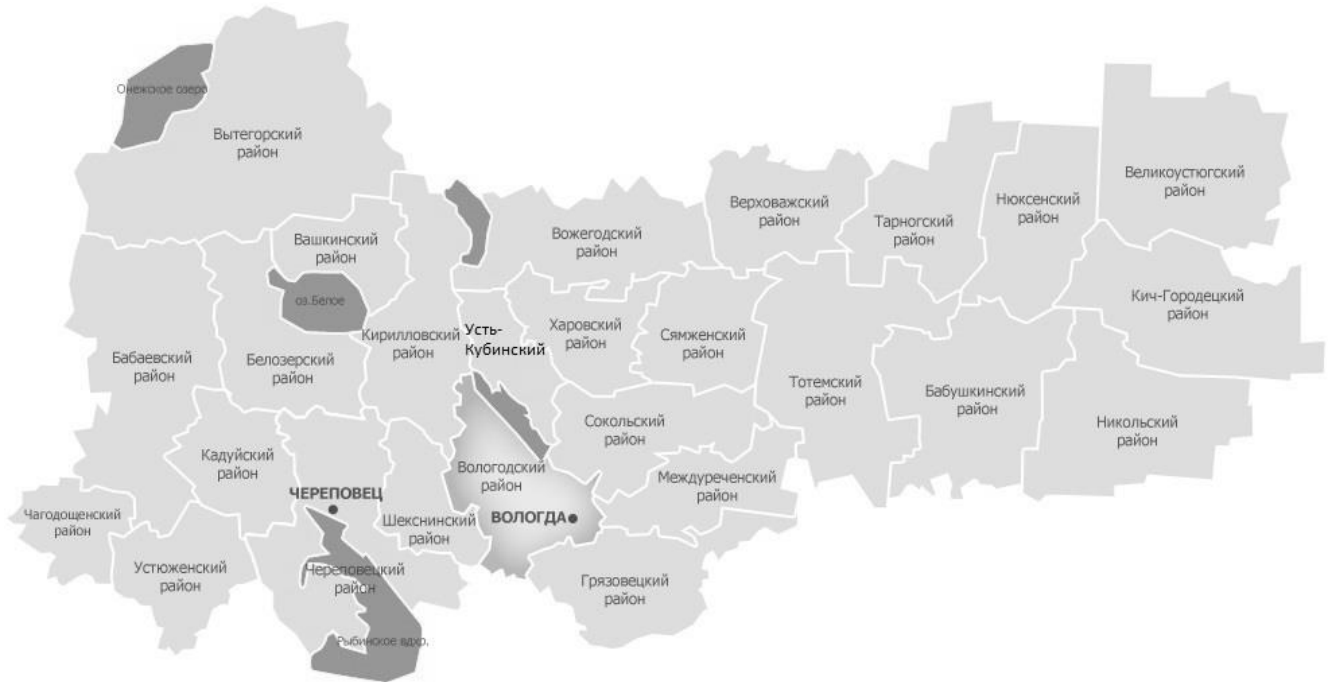 Онежское озеро
Вытегорский
район
Великоустюгский
район
Верховажский
район
Нюксенский
район
Тарногский
район
Вашкинский
район
Вожегодский
район
оз.Белое
Кич-Городецкий
район
Кирилловский
район
Усть-
Кубинский
Харовский
район
Сямженский
район
Бабаевский
район
Белозерский
район
Тотемский
район
Бабушкинский
район
Никольский
район
Сокольский
район
Кадуйский
район
Вологодский
район
Междуреченский
район
ЧЕРЕПОВЕЦ
Чагодощенский
район
Шекснинский
район
ВОЛОГДА
Устюженский
район
Череповецкий
район
Грязовецкий
район
Рыбинское вдхр.